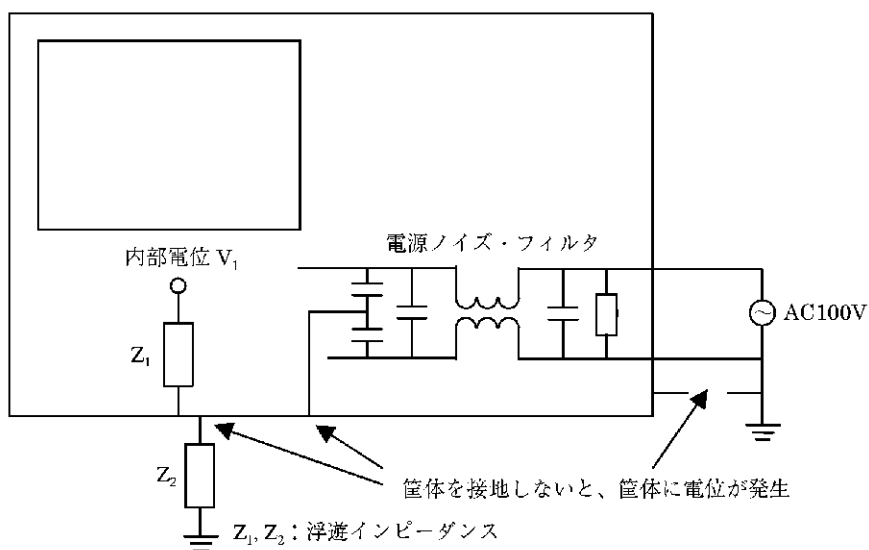 電源ノイズ・フィルタ
内部電位 V₁
AC100V
Z₁
Z₂
筐体を接地しないと、筐体に電位が発生
Z₁, Z₂：浮遊インピーダンス